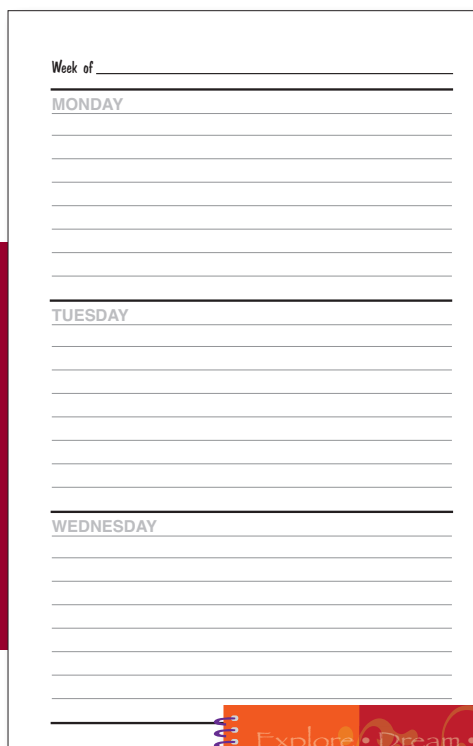 Week of
MONDAY
TUESDAY
WEDNESDAY
Explore • Dream •